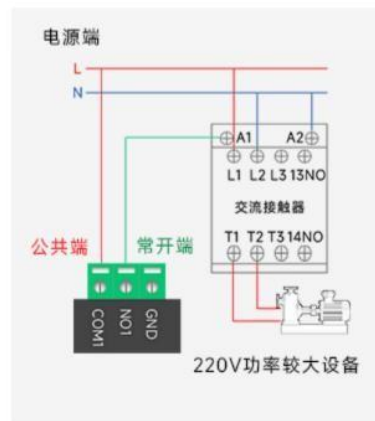 电源端
L
N
A1 A2
L1 L2 L3 13NO
交流接触器
T1 T2 T3 14NO
公共端 常开端
COM1 NO1 GND
220V功率较大设备